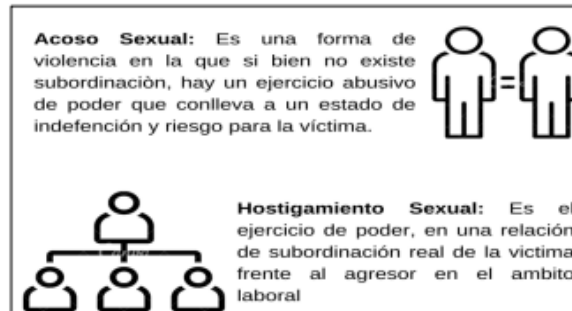 Acoso Sexual: Es una forma de
violencia en la que si bien no existe
subordinaciòn, hay un ejercicio abusivo
de poder que conlleva a un estado de
indefención y riesgo para la víctima.
=
Hostigamiento Sexual: Es el
ejercicio de poder, en una relación
de subordinación real de la victima
frente al agresor en el ambito
laboral